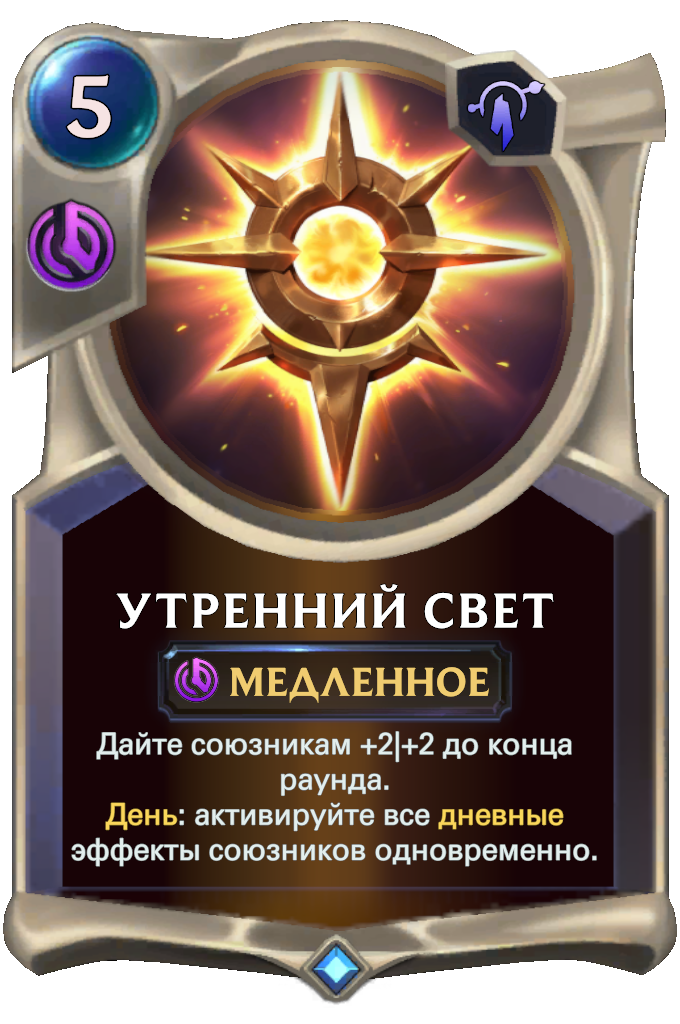 5
УТРЕННИЙ СВЕТ
МЕДЛЕННОЕ
Дайте союзникам +2|+2 до конца
раунда.
День: активируйте все дневные
эффекты союзников одновременно.